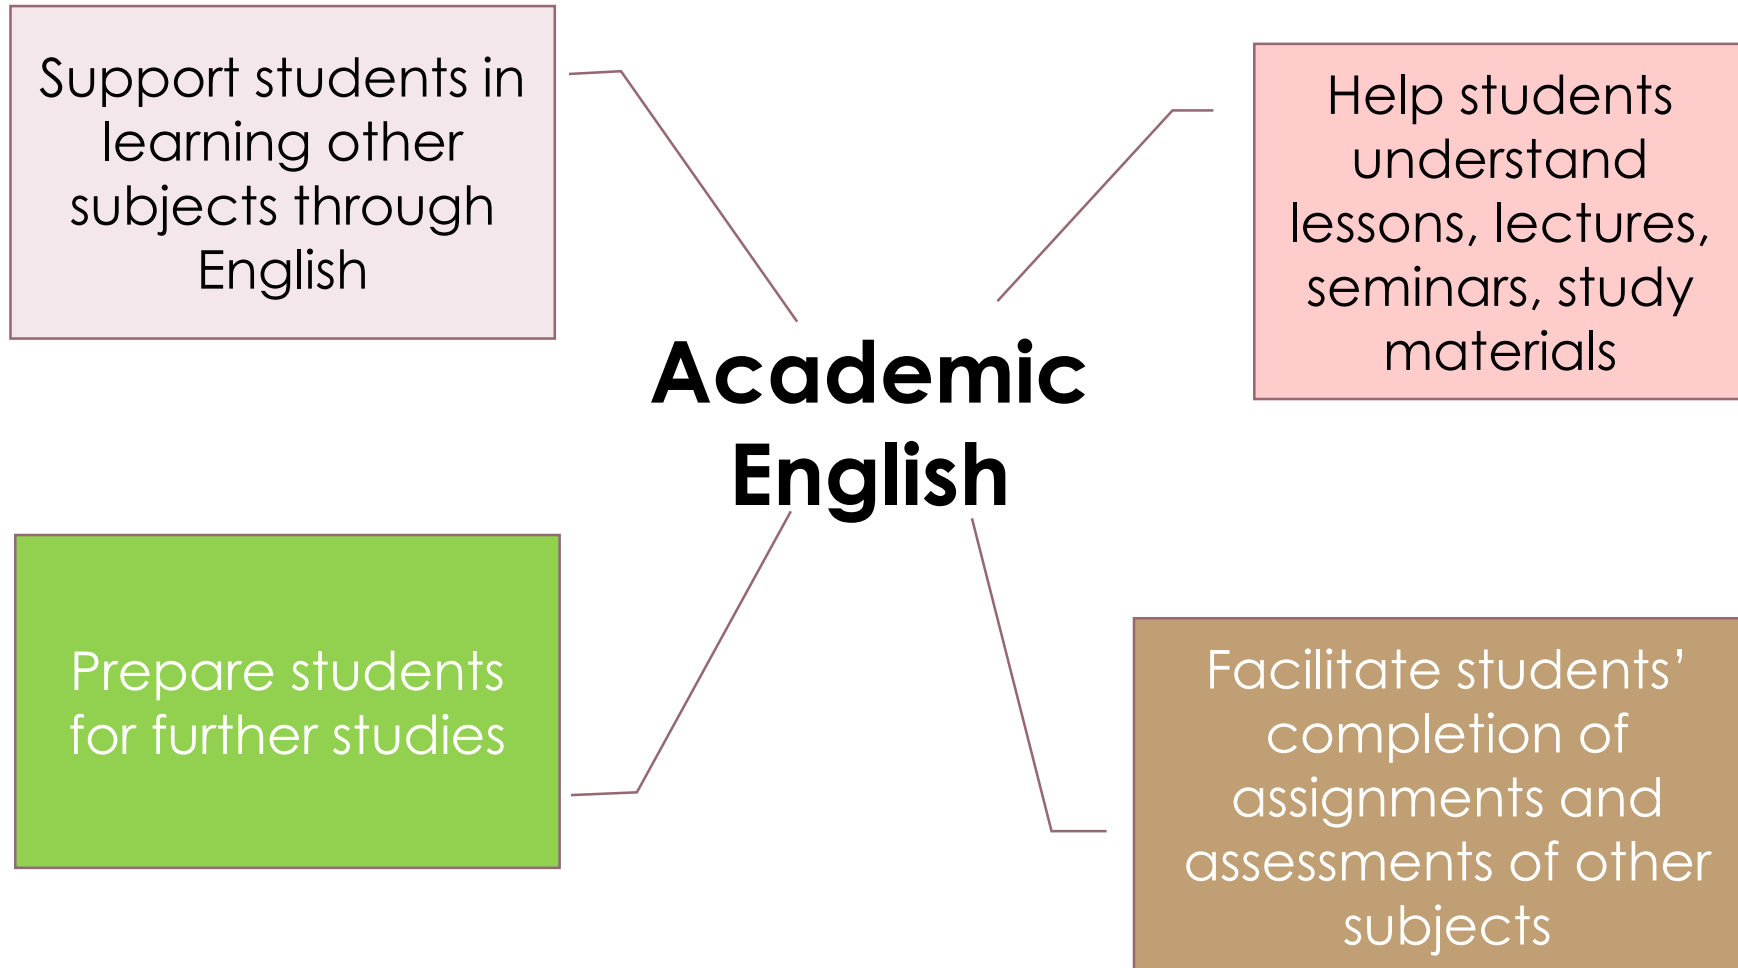 Support students in
learning other
subjects through
English
Help students
understand
lessons, lectures,
seminars, study
materials
Academic
English
Prepare students
for further studies
Facilitate students’
completion of
assignments and
assessments of other
subjects